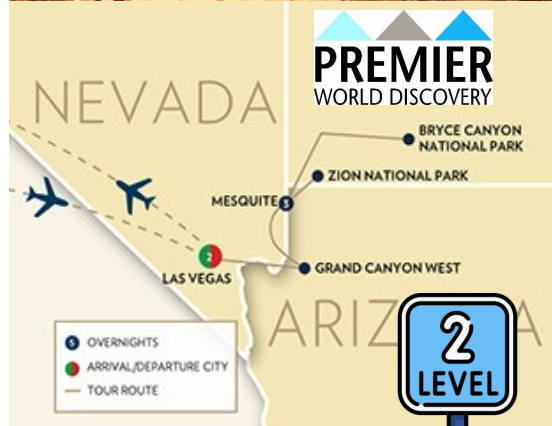 PREMIER
WORLD DISCOVERY
NEVADA
BRYCE CANYON
NATIONAL PARK
ZION NATIONAL PARK
MESQUITE 3
2
LAS VEGAS
GRAND CANYON WEST
ARIZ A
5 OVERNIGHTS
ARRIVAL/DEPARTURE CITY
TOUR ROUTE
2
LEVEL